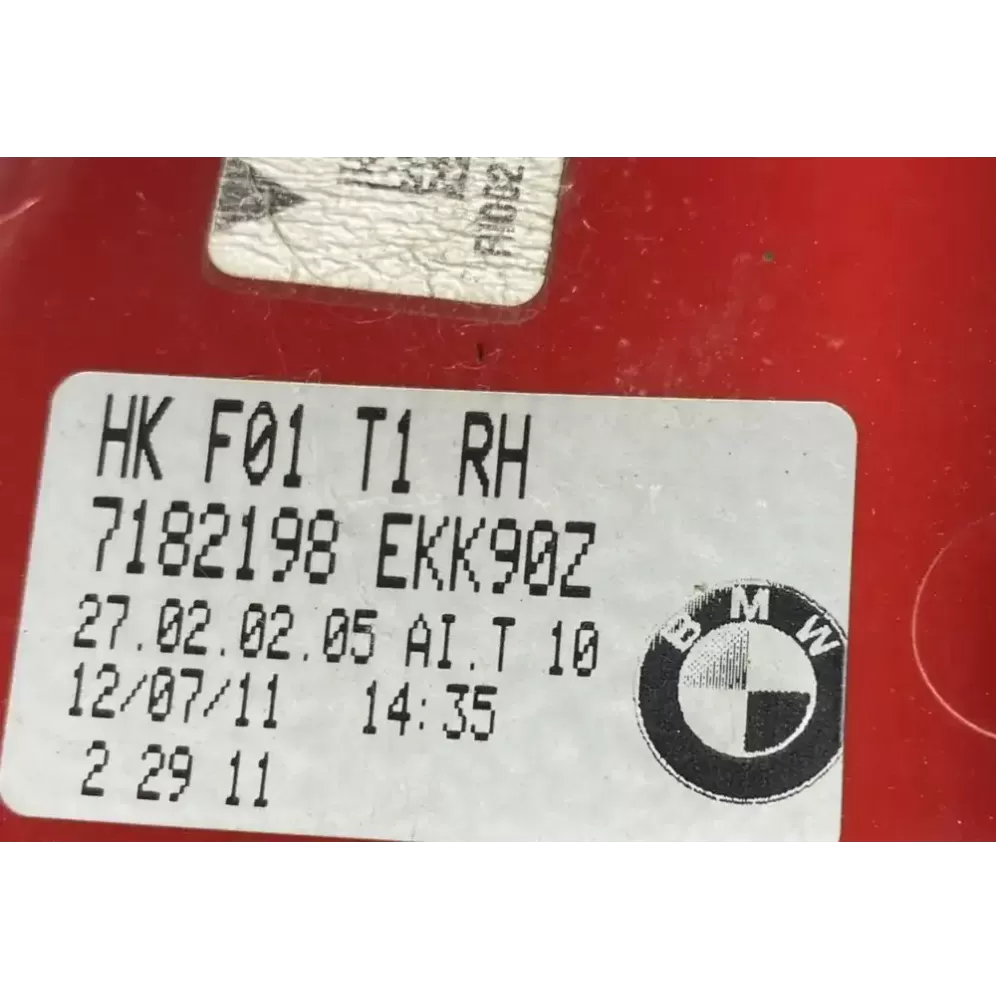 HK F01 T1 RH
7182198 EKK90Z
27.02.02.05 AI.T 10
12/07/11 14:35
2 29 11
BMW